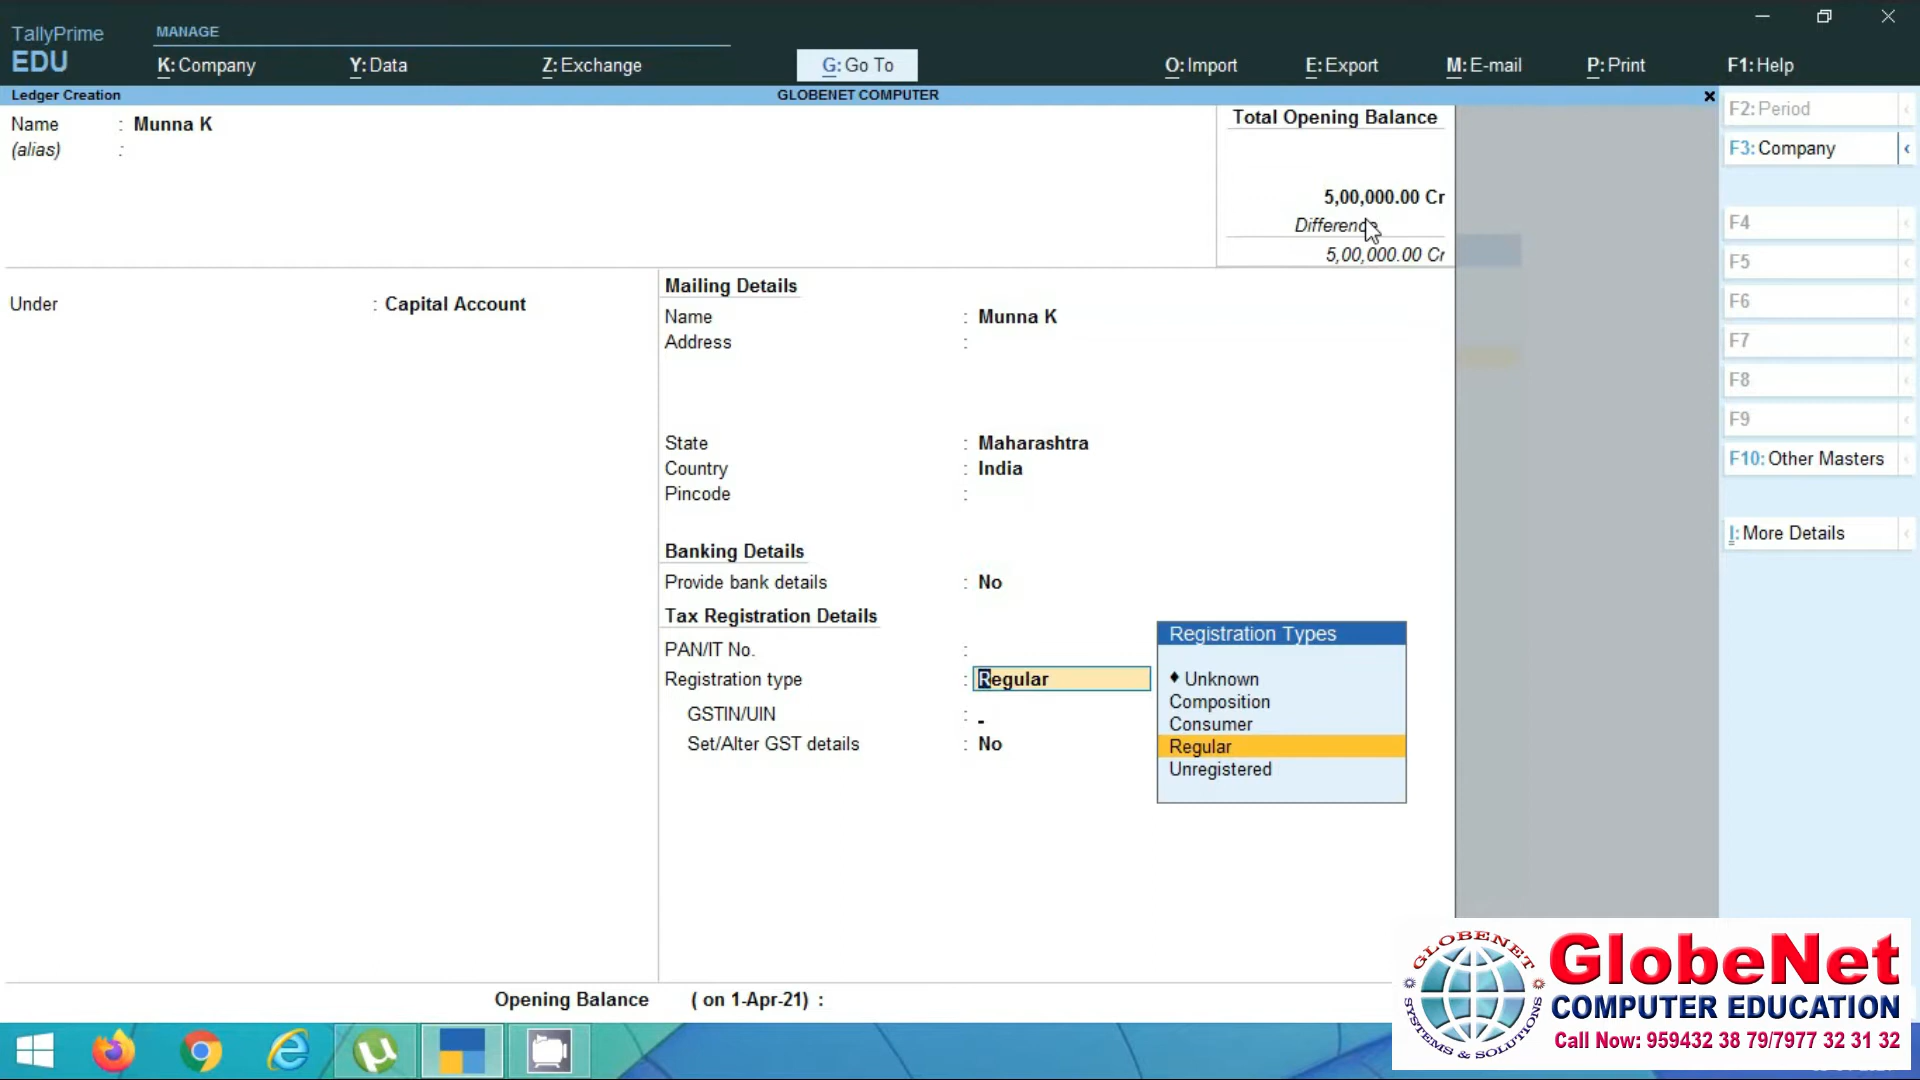 TallyPrime
EDU
MANAGE
K: Company
Y: Data
Z: Exchange
G: Go To
O: Import
E: Export
M: E-mail
P: Print
F1: Help
Ledger Creation
GLOBENET COMPUTER
Name : Munna K
(alias) :
Total Opening Balance
5,00,000.00 Cr
Difference
5,00,000.00 Cr
Under : Capital Account
Mailing Details
Name : Munna K
Address :
State : Maharashtra
Country : India
Pincode :
Banking Details
Provide bank details : No
Tax Registration Details
PAN/IT No. :
Registration type : Regular
GSTIN/UIN :
Set/Alter GST details : No
Registration Types
♦ Unknown
Composition
Consumer
Regular
Unregistered
Opening Balance ( on 1-Apr-21) :
F2: Period
F3: Company
F4
F5
F6
F7
F8
F9
F10: Other Masters
I: More Details
GLOBENET
SYSTEMS & SOLUTIONS
GlobeNet
COMPUTER EDUCATION
Call Now: 959432 38 79/7977 32 31 32